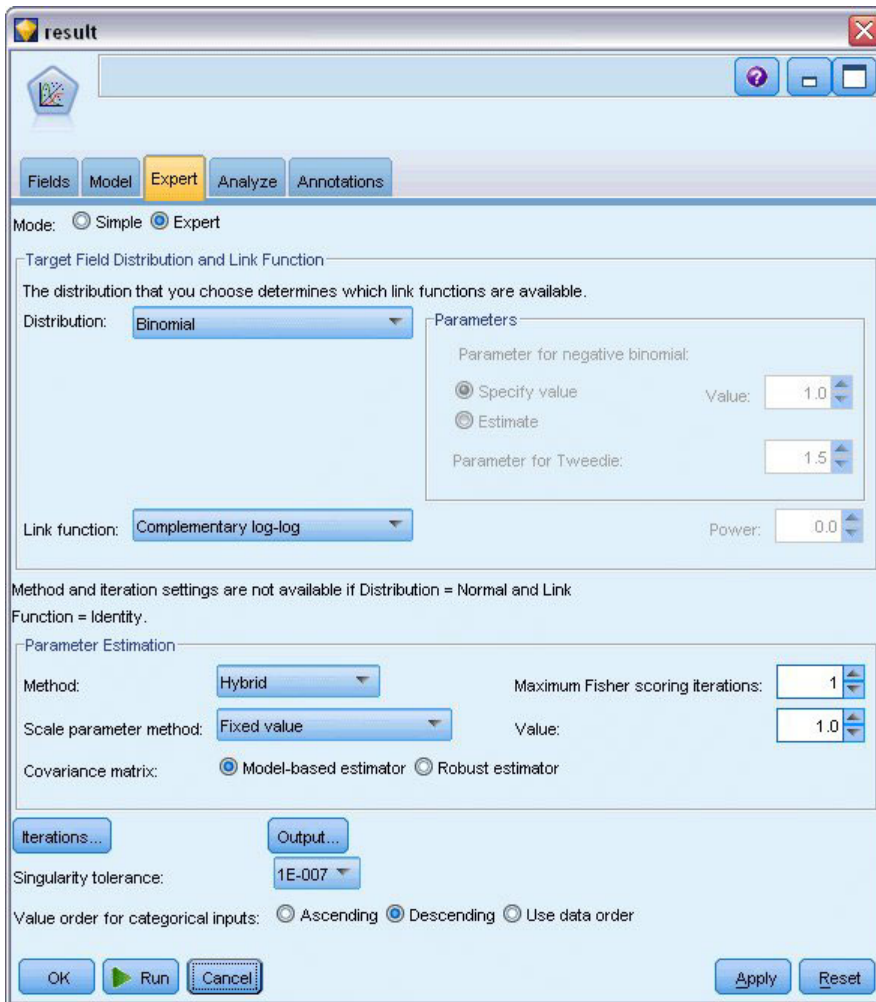 result
Fields Model Expert Analyze Annotations
Mode: Simple Expert
Target Field Distribution and Link Function
The distribution that you choose determines which link functions are available.
Distribution: Binomial
Parameters
Parameter for negative binomial:
Specify value Value: 1.0
Estimate
Parameter for Tweedie: 1.5
Link function: Complementary log-log Power: 0.0
Method and iteration settings are not available if Distribution = Normal and Link
Function = Identity.
Parameter Estimation
Method: Hybrid Maximum Fisher scoring iterations: 1
Scale parameter method: Fixed value Value: 1.0
Covariance matrix: Model-based estimator Robust estimator
Iterations... Output...
Singularity tolerance: 1E-007
Value order for categorical inputs: Ascending Descending Use data order
OK Run Cancel Apply Reset